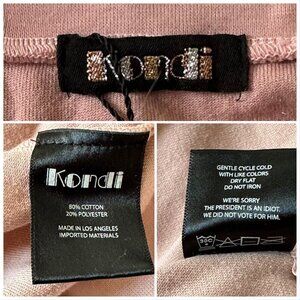 Kondi
Kondi
80% COTTON
20% POLYESTER
MADE IN LOS ANGELES
IMPORTED MATERIALS
GENTLE CYCLE COLD
WITH LIKE COLORS
DRY FLAT
DO NOT IRON
WE'RE SORRY
THE PRESIDENT IS AN IDIOT.
WE DID NOT VOTE FOR HIM.
30C